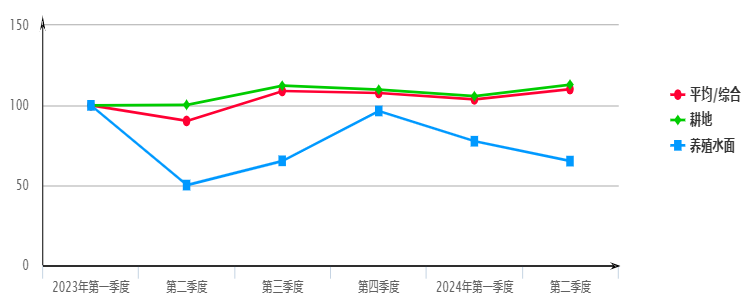 150
100
50
0
2023年第一季度 第二季度 第三季度 第四季度 2024年第一季度 第二季度
平均/综合
耕地
养殖水面